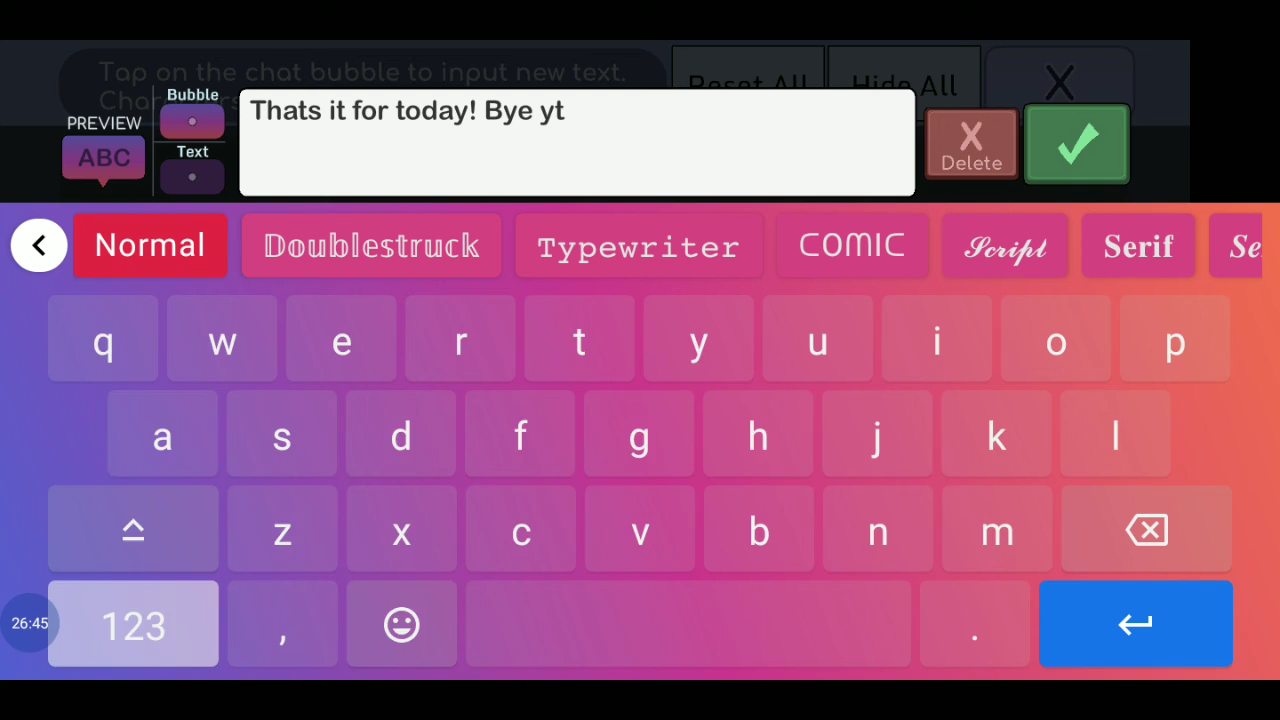 Tap on the chat bubble to input new text.
Reset All
Hide All
X
Bubble
PREVIEW
ABC
Text
Thats it for today! Bye yt
X
Delete
Normal
𝔻𝕠𝕦𝕓𝕝𝕖𝕤𝕥𝕣𝕦𝕔𝕜
Typewriter
COMIC
𝒮𝒸𝓇𝒾𝓅𝓉
Serif
Se
q w e r t y u i o p
a s d f g h j k l
z x c v b n m
26:45
123 , .